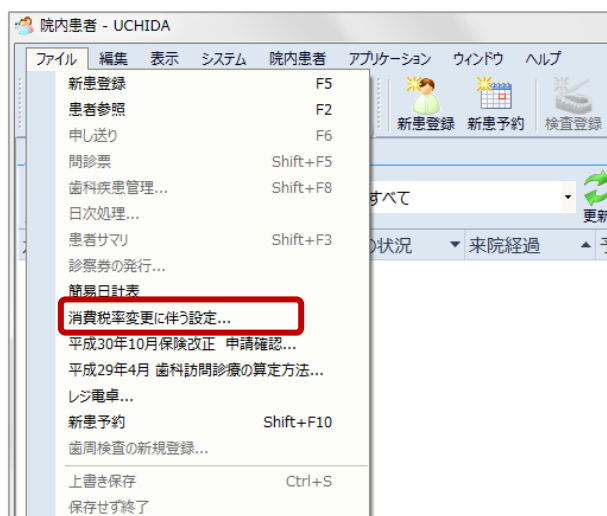 院内患者 - UCHIDA
ファイル 編集 表示 システム 院内患者 アプリケーション ウィンドウ ヘルプ
新患登録 F5
患者参照 F2
申し送り F6
問診票 Shift+F5
歯科疾患管理... Shift+F8
日次処理...
患者サマリ Shift+F3
診察券の発行...
簡易日計表
消費税率変更に伴う設定...
平成30年10月保険改正 申請確認...
平成29年4月 歯科訪問診療の算定方法...
レジ電卓...
新患予約 Shift+F10
歯周検査の新規登録...
上書き保存 Ctrl+S
保存せず終了
新患登録 新患予約 検査登録
すべて
更新
の状況 来院経過